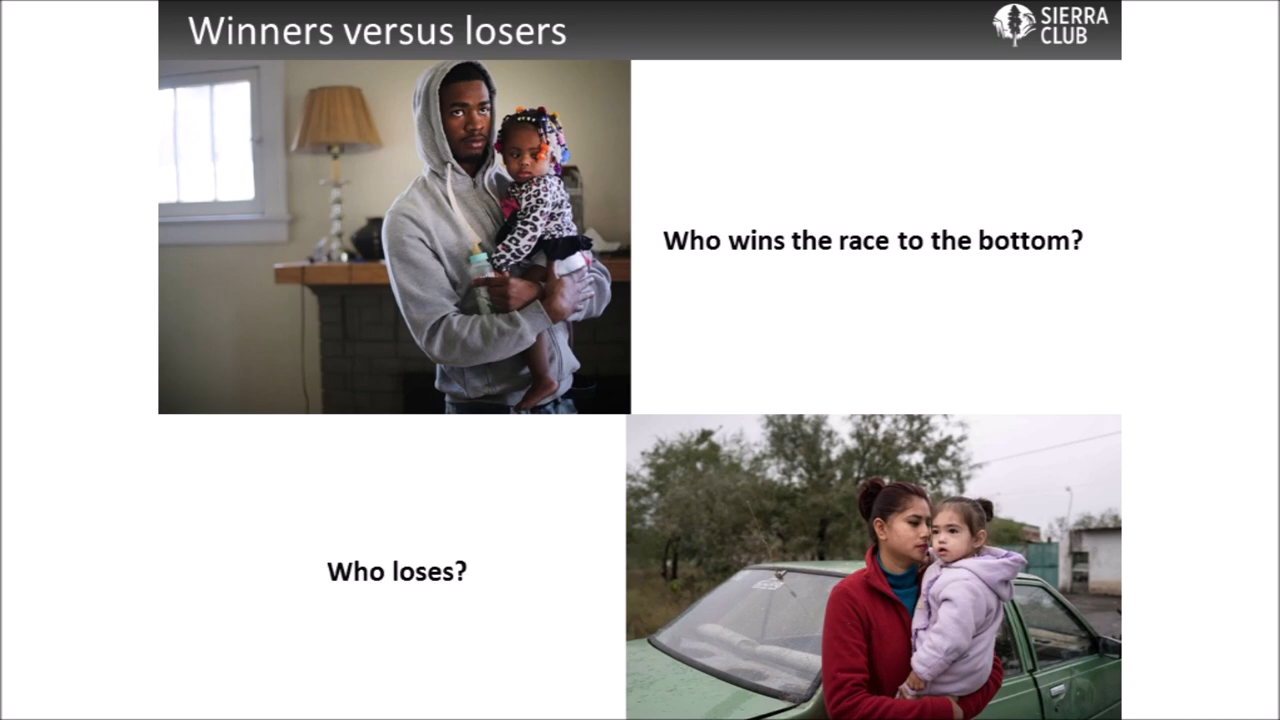 Winners versus losers
SIERRA
CLUB
Who wins the race to the bottom?
Who loses?